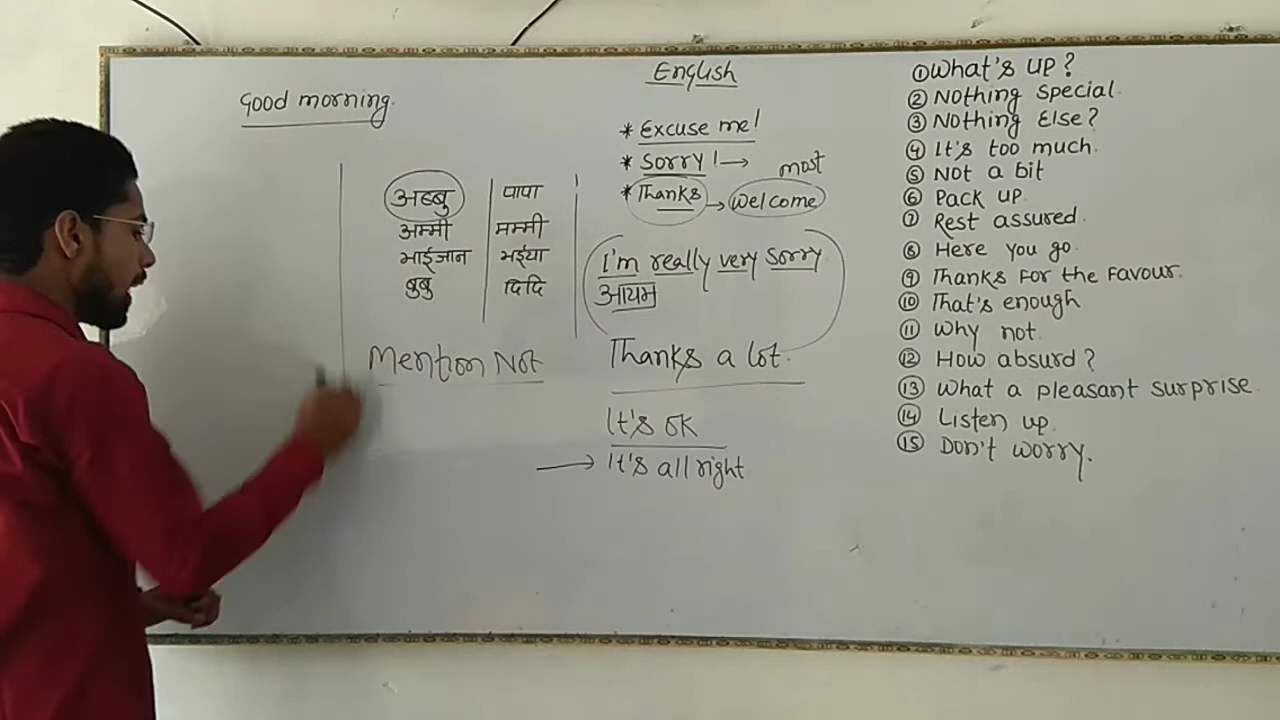 Good morning.
अब्बु पापा
अम्मी मम्मी
भाईजान भईया
बुबु दिदि
Mention Not
English
* Excuse me!
* Sorry! →
most
* Thanks → Welcome
I'm really very sorry
आयम
Thanks a lot.
It's ok
→ It's all right
① What's up?
② Nothing special.
③ Nothing Else?
④ It's too much.
⑤ Not a bit
⑥ Pack up
⑦ Rest assured.
⑧ Here you go.
⑨ Thanks for the favour.
⑩ That's enough
⑪ Why not.
⑫ How absurd?
⑬ What a pleasant surprise
⑭ Listen up.
⑮ Don't worry.